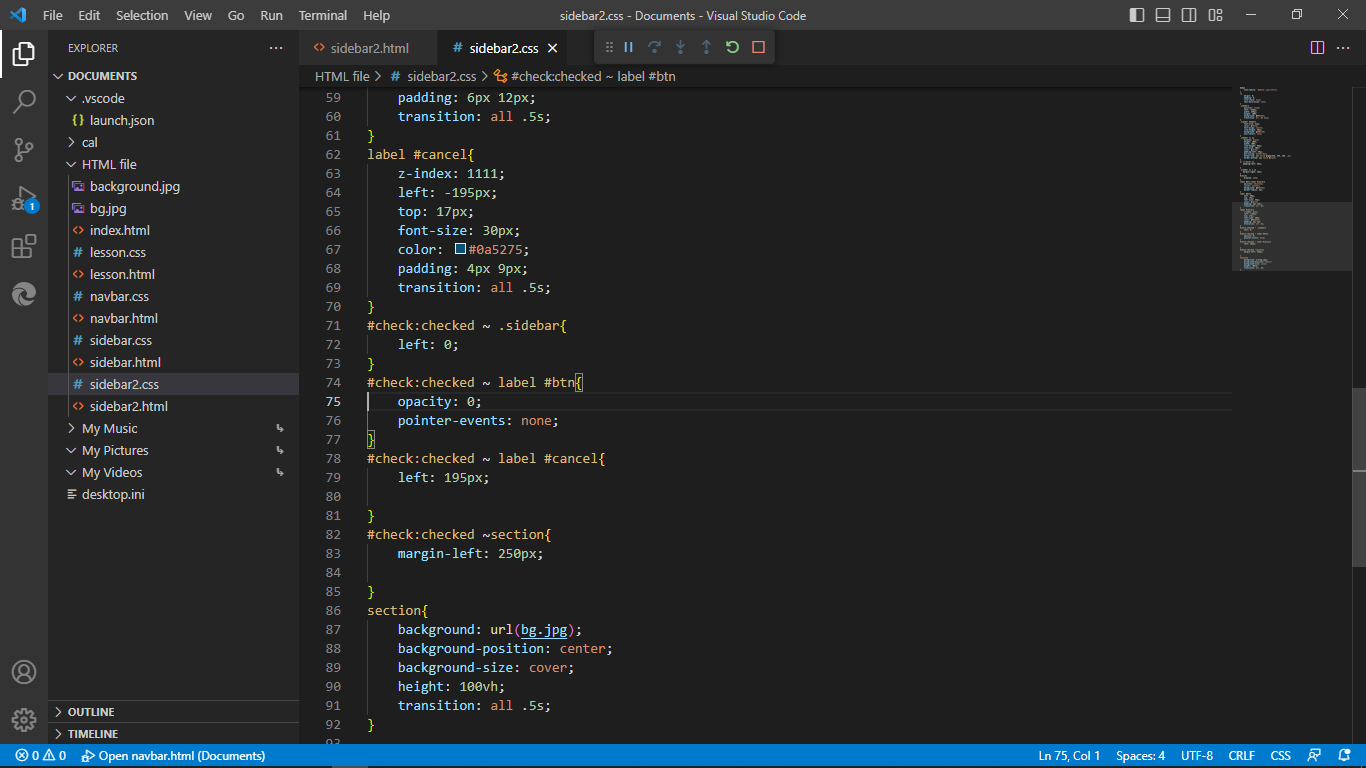 File Edit Selection View Go Run Terminal Help
sidebar2.css - Documents - Visual Studio Code
EXPLORER
DOCUMENTS
.vscode
{} launch.json
cal
HTML file
background.jpg
bg.jpg
<> index.html
# lesson.css
<> lesson.html
# navbar.css
<> navbar.html
# sidebar.css
<> sidebar.html
# sidebar2.css
<> sidebar2.html
My Music
My Pictures
My Videos
desktop.ini
OUTLINE
TIMELINE
1
<> sidebar2.html # sidebar2.css
HTML file > # sidebar2.css > #check:checked ~ label #btn
59 padding: 6px 12px;
60 transition: all .5s;
61 }
62 label #cancel{
63 z-index: 1111;
64 left: -195px;
65 top: 17px;
66 font-size: 30px;
67 color: #0a5275;
68 padding: 4px 9px;
69 transition: all .5s;
70 }
71 #check:checked ~ .sidebar{
72 left: 0;
73 }
74 #check:checked ~ label #btn{
75 opacity: 0;
76 pointer-events: none;
77 }
78 #check:checked ~ label #cancel{
79 left: 195px;
80
81 }
82 #check:checked ~section{
83 margin-left: 250px;
84
85 }
86 section{
87 background: url(bg.jpg);
88 background-position: center;
89 background-size: cover;
90 height: 100vh;
91 transition: all .5s;
92 }
93
0 0 Open navbar.html (Documents)
Ln 75, Col 1 Spaces: 4 UTF-8 CRLF CSS